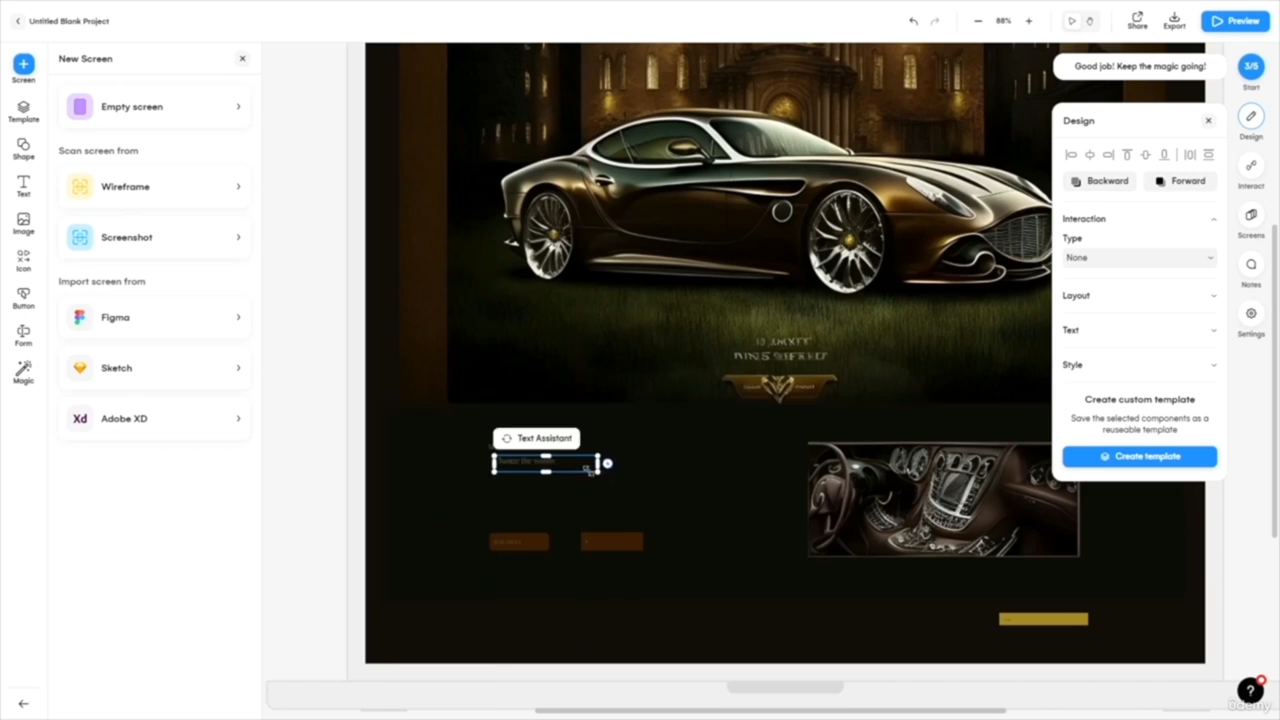 Untitled Blank Project
88%
Share
Export
Preview
Screen
Template
Shape
Text
Image
Icon
Button
Form
Magic
New Screen
Empty screen
Scan screen from
Wireframe
Screenshot
Import screen from
Figma
Sketch
Xd Adobe XD
Text Assistant
Good job! Keep the magic going!
3/5
Start
Design
Interact
Screens
Notes
Settings
Design
Backward
Forward
Interaction
Type
None
Layout
Text
Style
Create custom template
Save the selected components as a
reuseable template
Create template
?
ûdemy